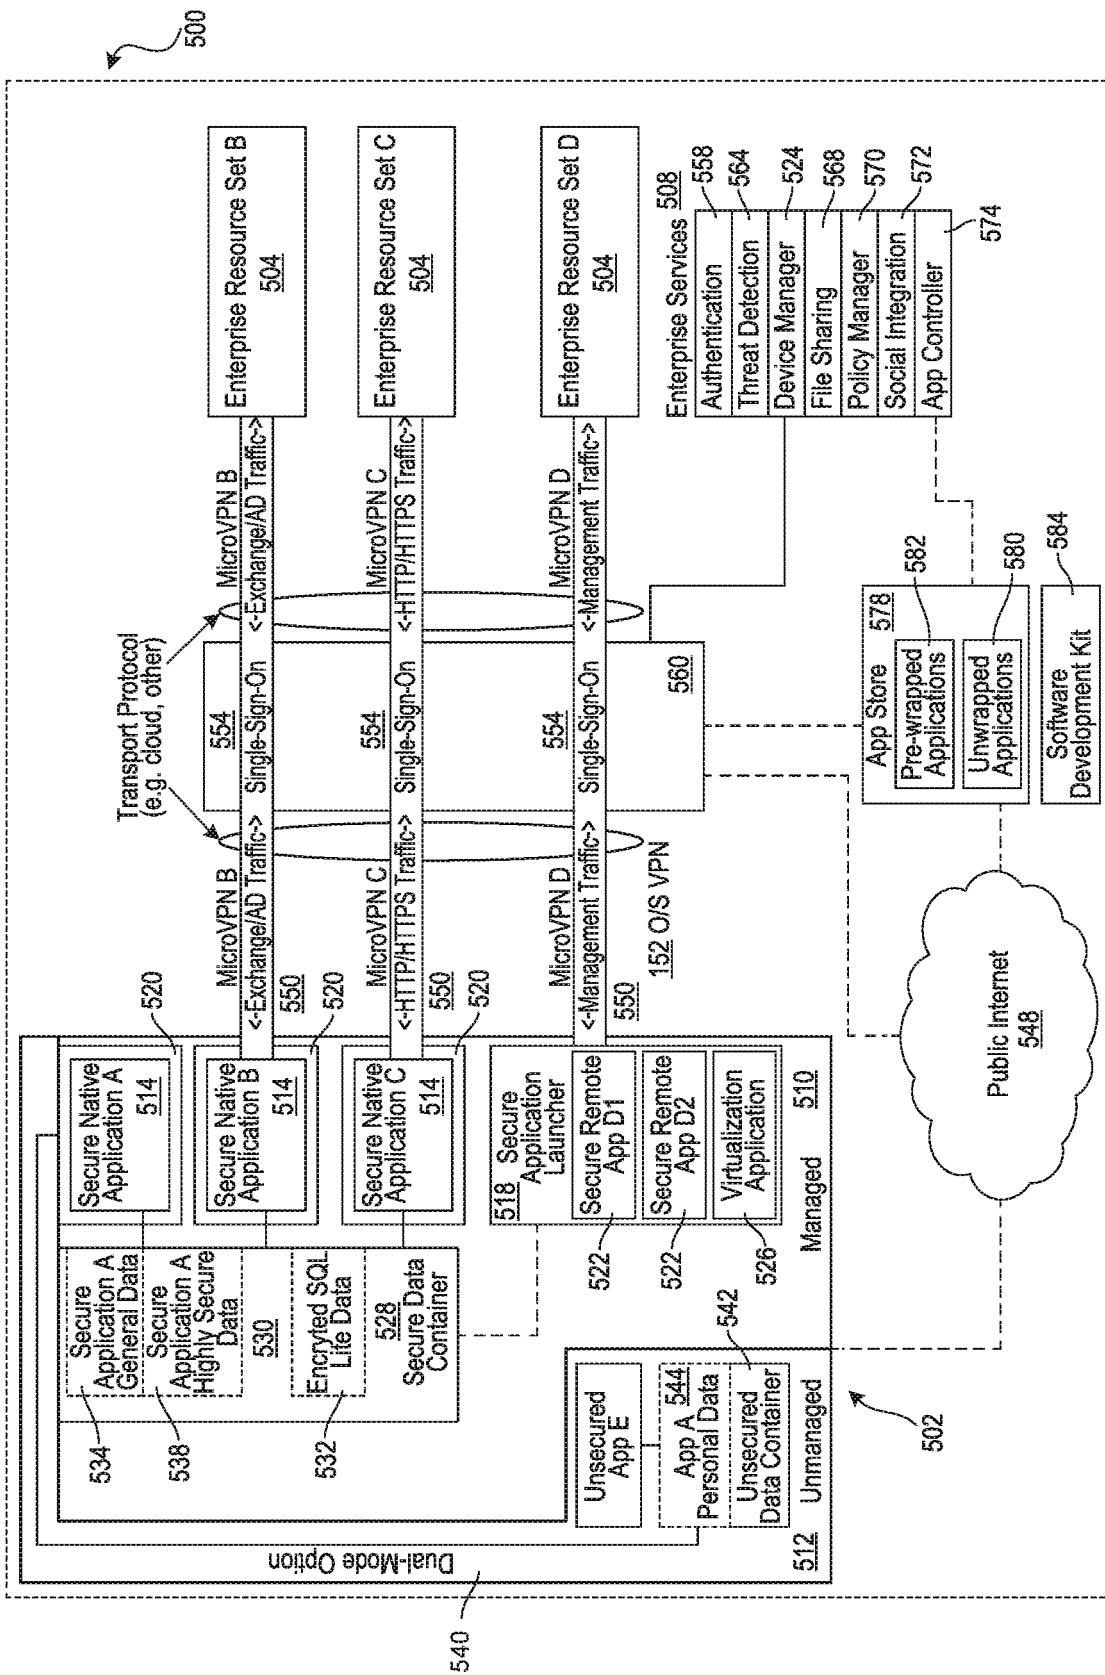 500
540
Dual-Mode Option
534
Secure
Application A
General Data
538
Secure
Application A
Highly Secure
Data
530
532
Encryted SQL
Life Data
528
Secure Data
Container
Secure Native
Application A
514
520
Secure Native
Application B
514
520
Secure Native
Application C
514
520
518 Secure
Application
Launcher
522
Secure Remote
App D1
522
Secure Remote
App D2
526
Virtualization
Application
Managed
510
Unsecured
App E
App A 544
Personal Data
542
Unsecured
Data Container
512
Unmanaged
502
Transport Protocol
(e.g. cloud, other)
MicroVPN B
<-Exchange/AD Traffic->
550
554
Single-Sign-On
MicroVPN B
<-Exchange/AD Traffic->
Enterprise Resource Set B
504
MicroVPN C
<-HTTP/HTTPS Traffic->
550
554
Single-Sign-On
MicroVPN C
<-HTTP/HTTPS Traffic->
Enterprise Resource Set C
504
MicroVPN D
<-Management Traffic->
550
554
Single-Sign-On
MicroVPN D
<-Management Traffic->
Enterprise Resource Set D
504
152 O/S VPN
560
Enterprise Services 508
Authentication 558
Threat Detection 564
Device Manager 524
File Sharing 568
Policy Manager 570
Social Integration 572
App Controller
574
Public Internet
548
App Store 578
Pre-wrapped
Applications
582
Unwrapped
Applications
580
Software
Development Kit
584